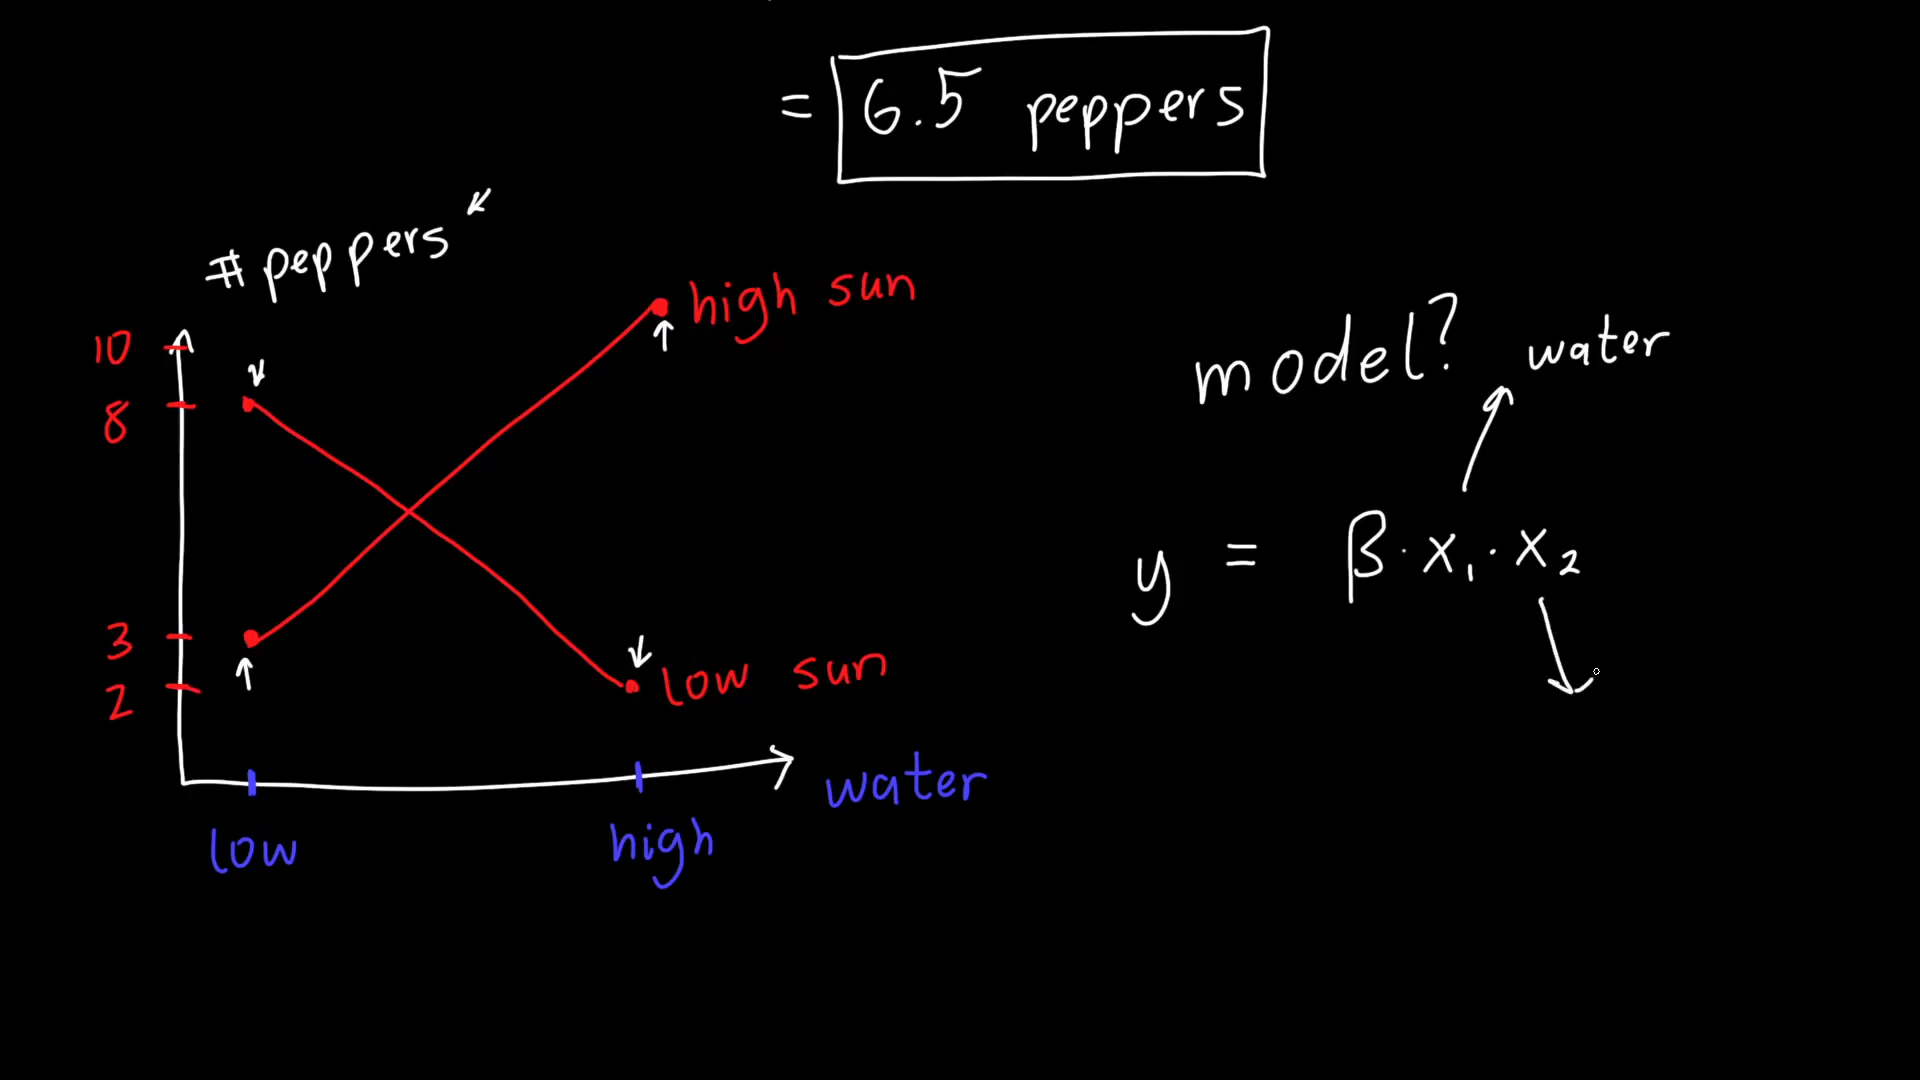 = 6.5 peppers
# peppers
high sun
10
8
3
2
low sun
water
low
high
model?
water
y = β · x₁ · x₂